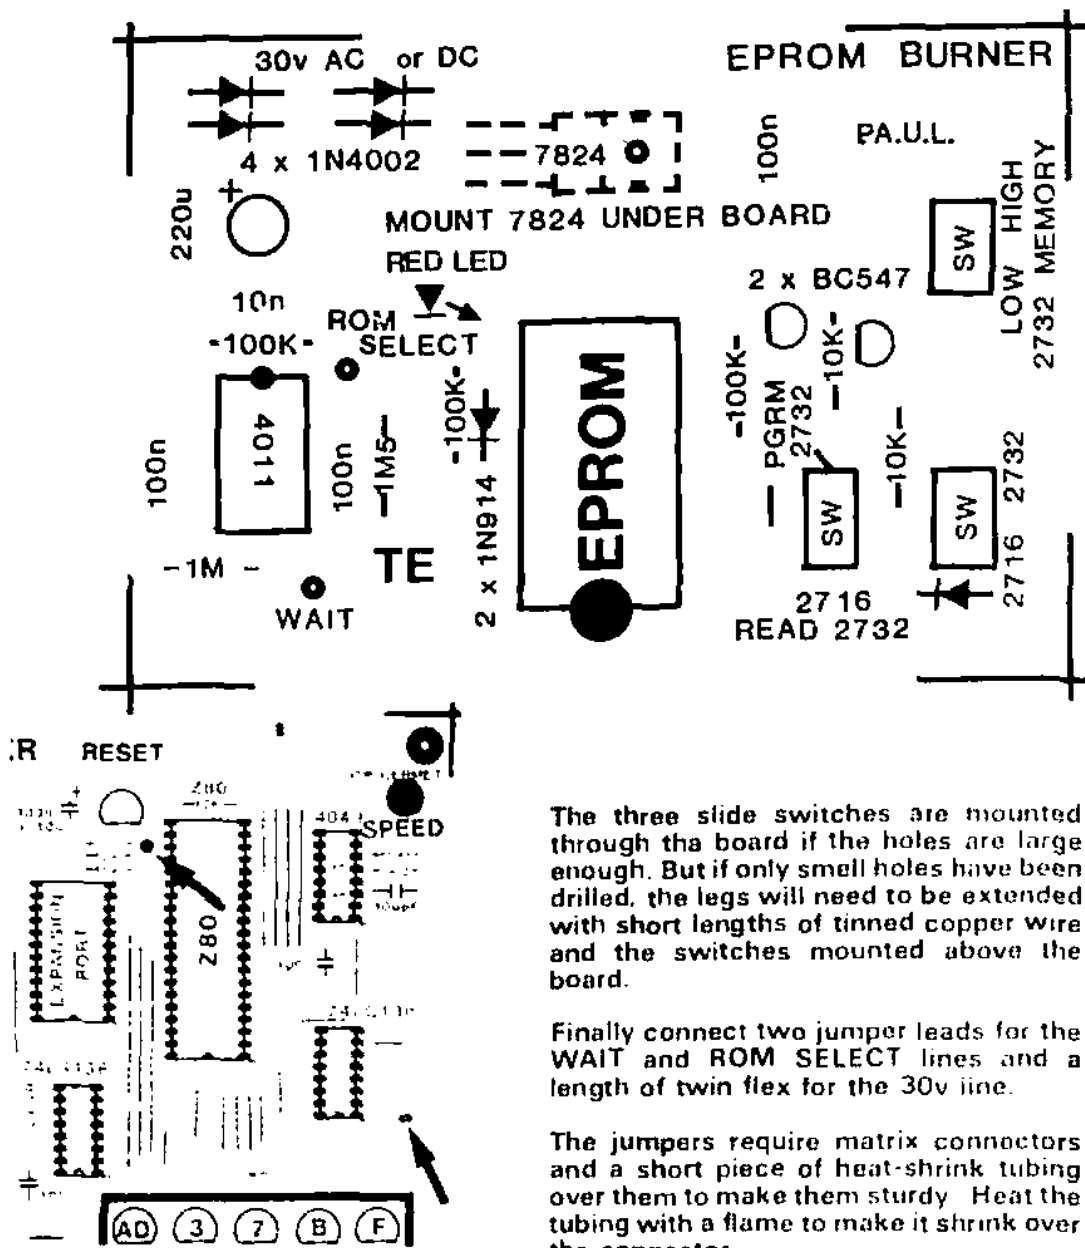 30v AC or DC
EPROM BURNER
4 x 1N4002
7824
100n
PA.U.L.
220u
MOUNT 7824 UNDER BOARD
RED LED
LOW HIGH
2732 MEMORY
SW
2 x BC547
10n
ROM
SELECT
-100K-
-100K-
-100K-
-10K-
PGRM
2732
4011
100n
100n
-1M5-
EPROM
-10K-
SW
SW
2716 2732
-1M-
TE
2 x 1N914
WAIT
2716
READ 2732
RESET
Z80
SPEED
EXPANSION
PORT
Z80
AD 3 7 B F
The three slide switches are mounted
through tha board if the holes are large
enough. But if only small holes have been
drilled, the legs will need to be extended
with short lengths of tinned copper wire
and the switches mounted above the
board.
Finally connect two jumper leads for the
WAIT and ROM SELECT lines and a
length of twin flex for the 30v line.
The jumpers require matrix connectors
and a short piece of heat-shrink tubing
over them to make them sturdy Heat the
tubing with a flame to make it shrink over